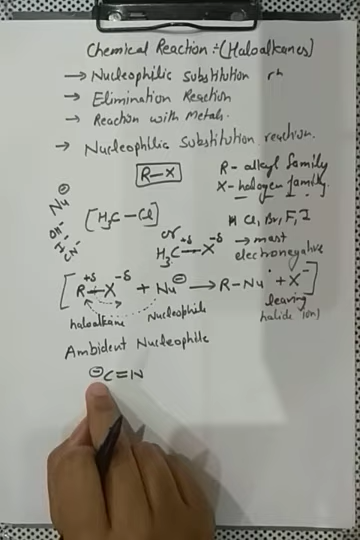 Chemical Reaction ÷ (Haloalkanes)
→ Nucleophilic Substitution rn
→ Elimination Reaction
→ Reaction with Metals.
→ Nucleophilic Substitution reaction.
R-X
R - alkyl family
X - halogen family.
Nu⊖
OH⁻
H⁻
CN⁻
[H₃C - Cl]
Cl, Br, F, I
or
H₃C+δ - X-δ → most electronegative
[R+δ - X-δ + Nu⊖ → R-Nu + X⁻]
haloalkane
Nucleophile
leaving
halide ion)
Ambident Nucleophile
⊖C≡N